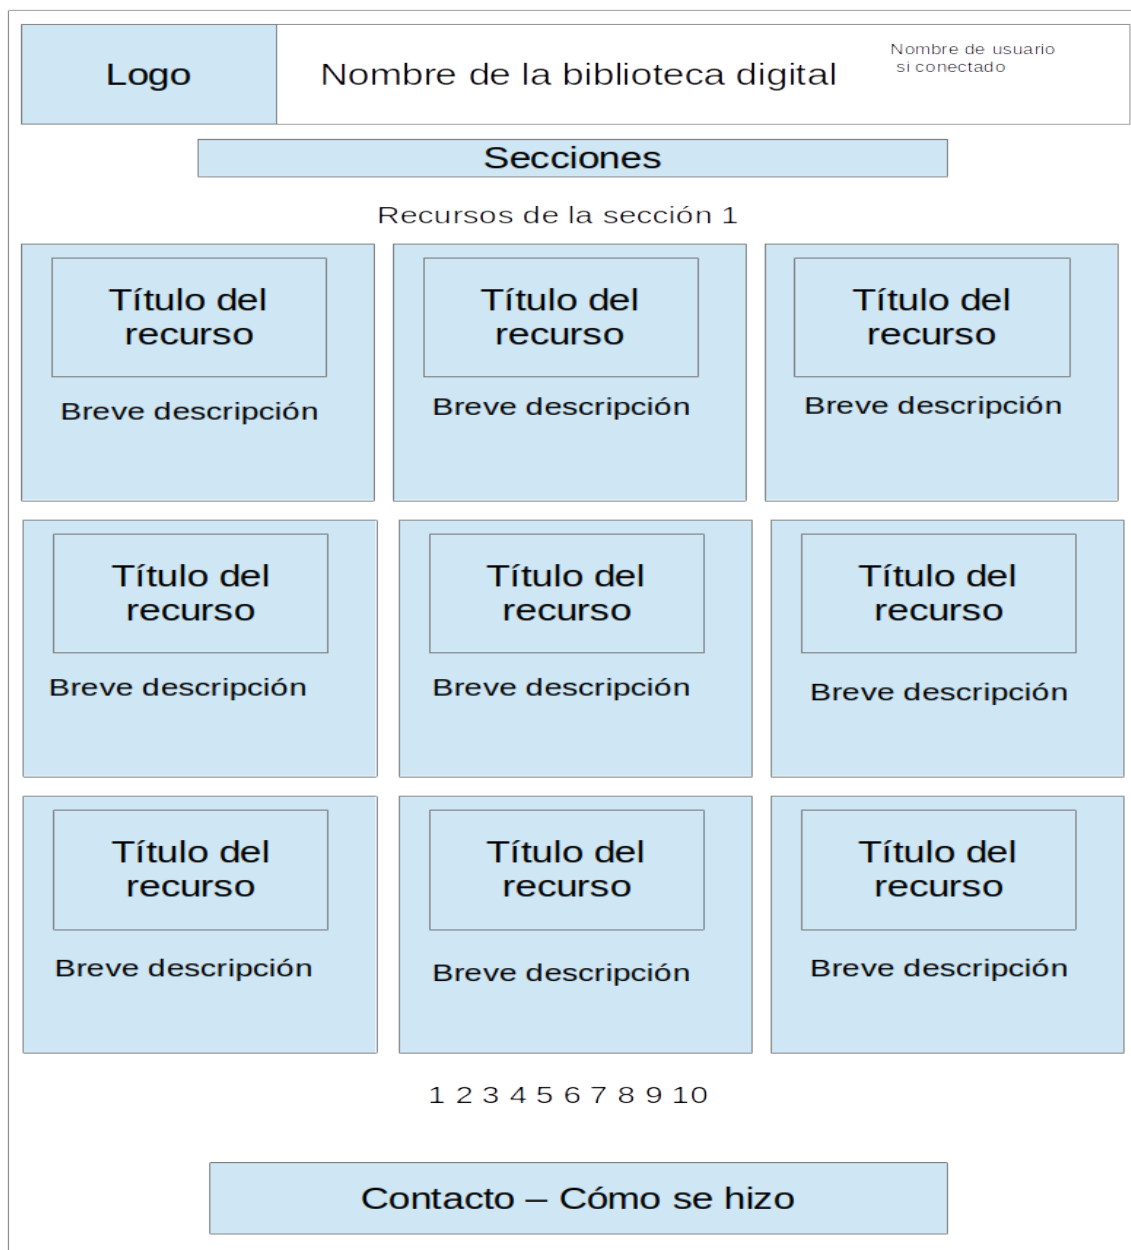 Logo
Nombre de la biblioteca digital
Nombre de usuario
si conectado
Secciones
Recursos de la sección 1
Título del
recurso
Breve descripción
Título del
recurso
Breve descripción
Título del
recurso
Breve descripción
Título del
recurso
Breve descripción
Título del
recurso
Breve descripción
Título del
recurso
Breve descripción
Título del
recurso
Breve descripción
Título del
recurso
Breve descripción
Título del
recurso
Breve descripción
1 2 3 4 5 6 7 8 9 10
Contacto – Cómo se hizo